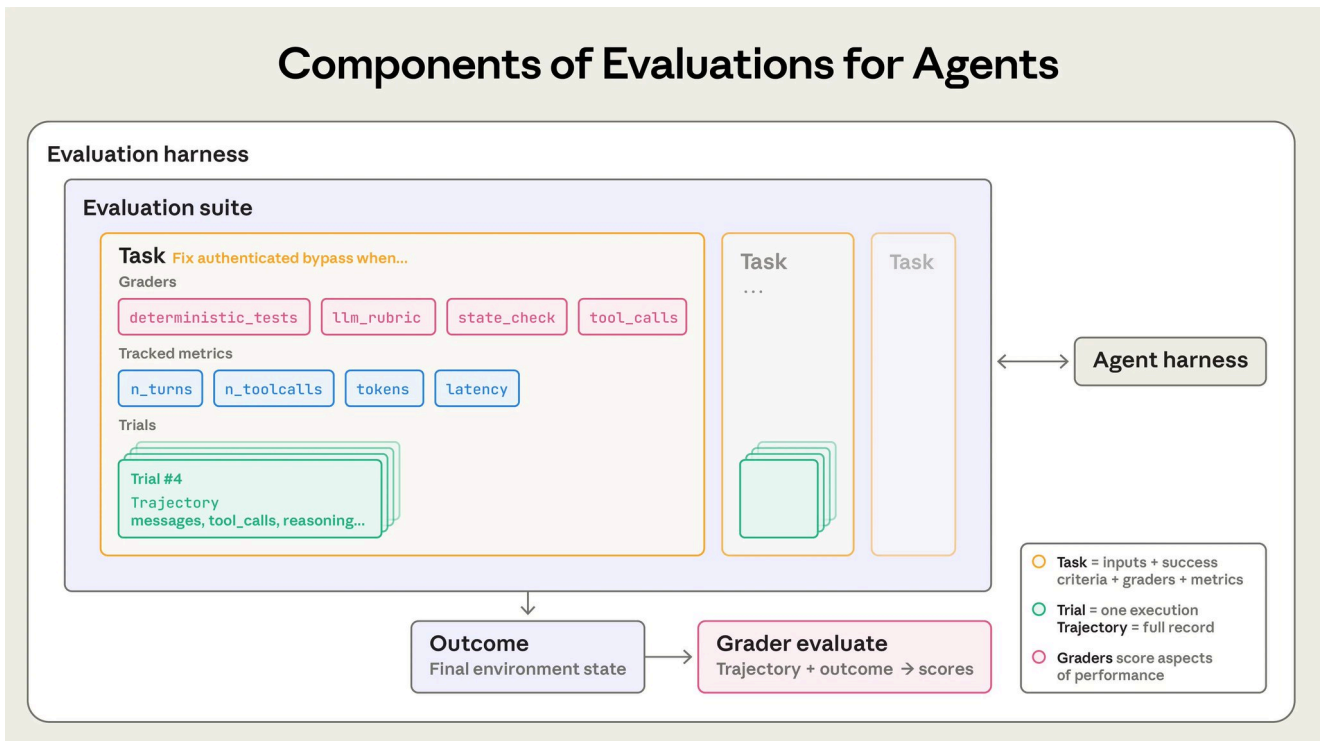 Components of Evaluations for Agents
Evaluation harness
Evaluation suite
Task Fix authenticated bypass when...
Graders
deterministic_tests llm_rubric state_check tool_calls
Tracked metrics
n_turns n_toolcalls tokens latency
Trials
Trial #4
Trajectory
messages, tool_calls, reasoning...
Task
...
Task
Agent harness
Outcome
Final environment state
Grader evaluate
Trajectory + outcome → scores
Task = inputs + success
criteria + graders + metrics
Trial = one execution
Trajectory = full record
Graders score aspects
of performance